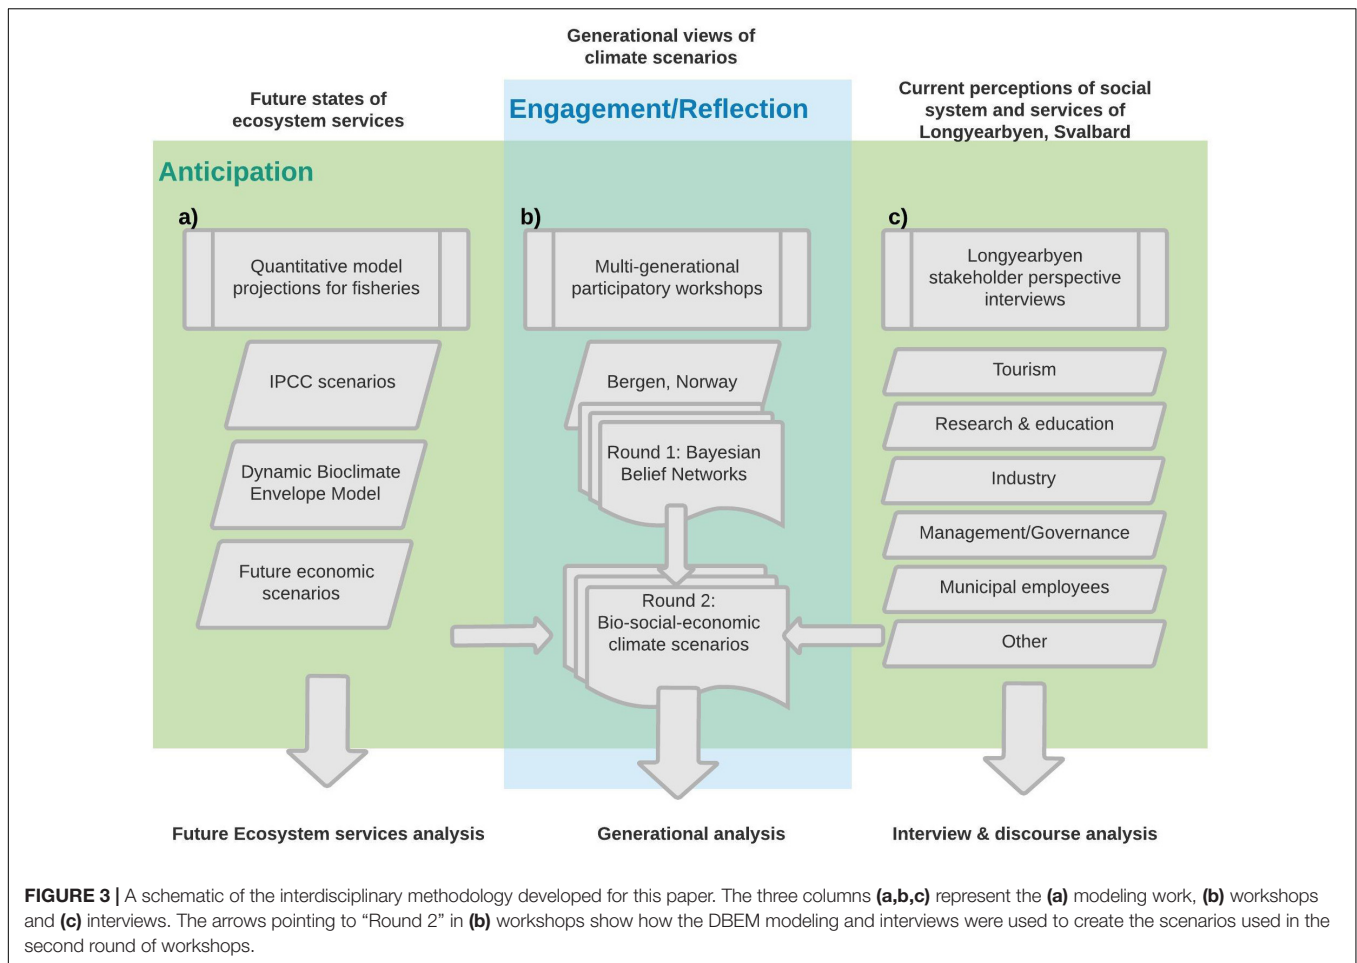 Generational views of
climate scenarios
Future states of
ecosystem services
Engagement/Reflection
Current perceptions of social
system and services of
Longyearbyen, Svalbard
Anticipation
a)
Quantitative model
projections for fisheries
IPCC scenarios
Dynamic Bioclimate
Envelope Model
Future economic
scenarios
b)
Multi-generational
participatory workshops
Bergen, Norway
Round 1: Bayesian
Belief Networks
Round 2:
Bio-social-economic
climate scenarios
c)
Longyearbyen
stakeholder perspective
interviews
Tourism
Research & education
Industry
Management/Governance
Municipal employees
Other
Future Ecosystem services analysis
Generational analysis
Interview & discourse analysis
FIGURE 3 | A schematic of the interdisciplinary methodology developed for this paper. The three columns (a,b,c) represent the (a) modeling work, (b) workshops
and (c) interviews. The arrows pointing to “Round 2” in (b) workshops show how the DBEM modeling and interviews were used to create the scenarios used in the
second round of workshops.